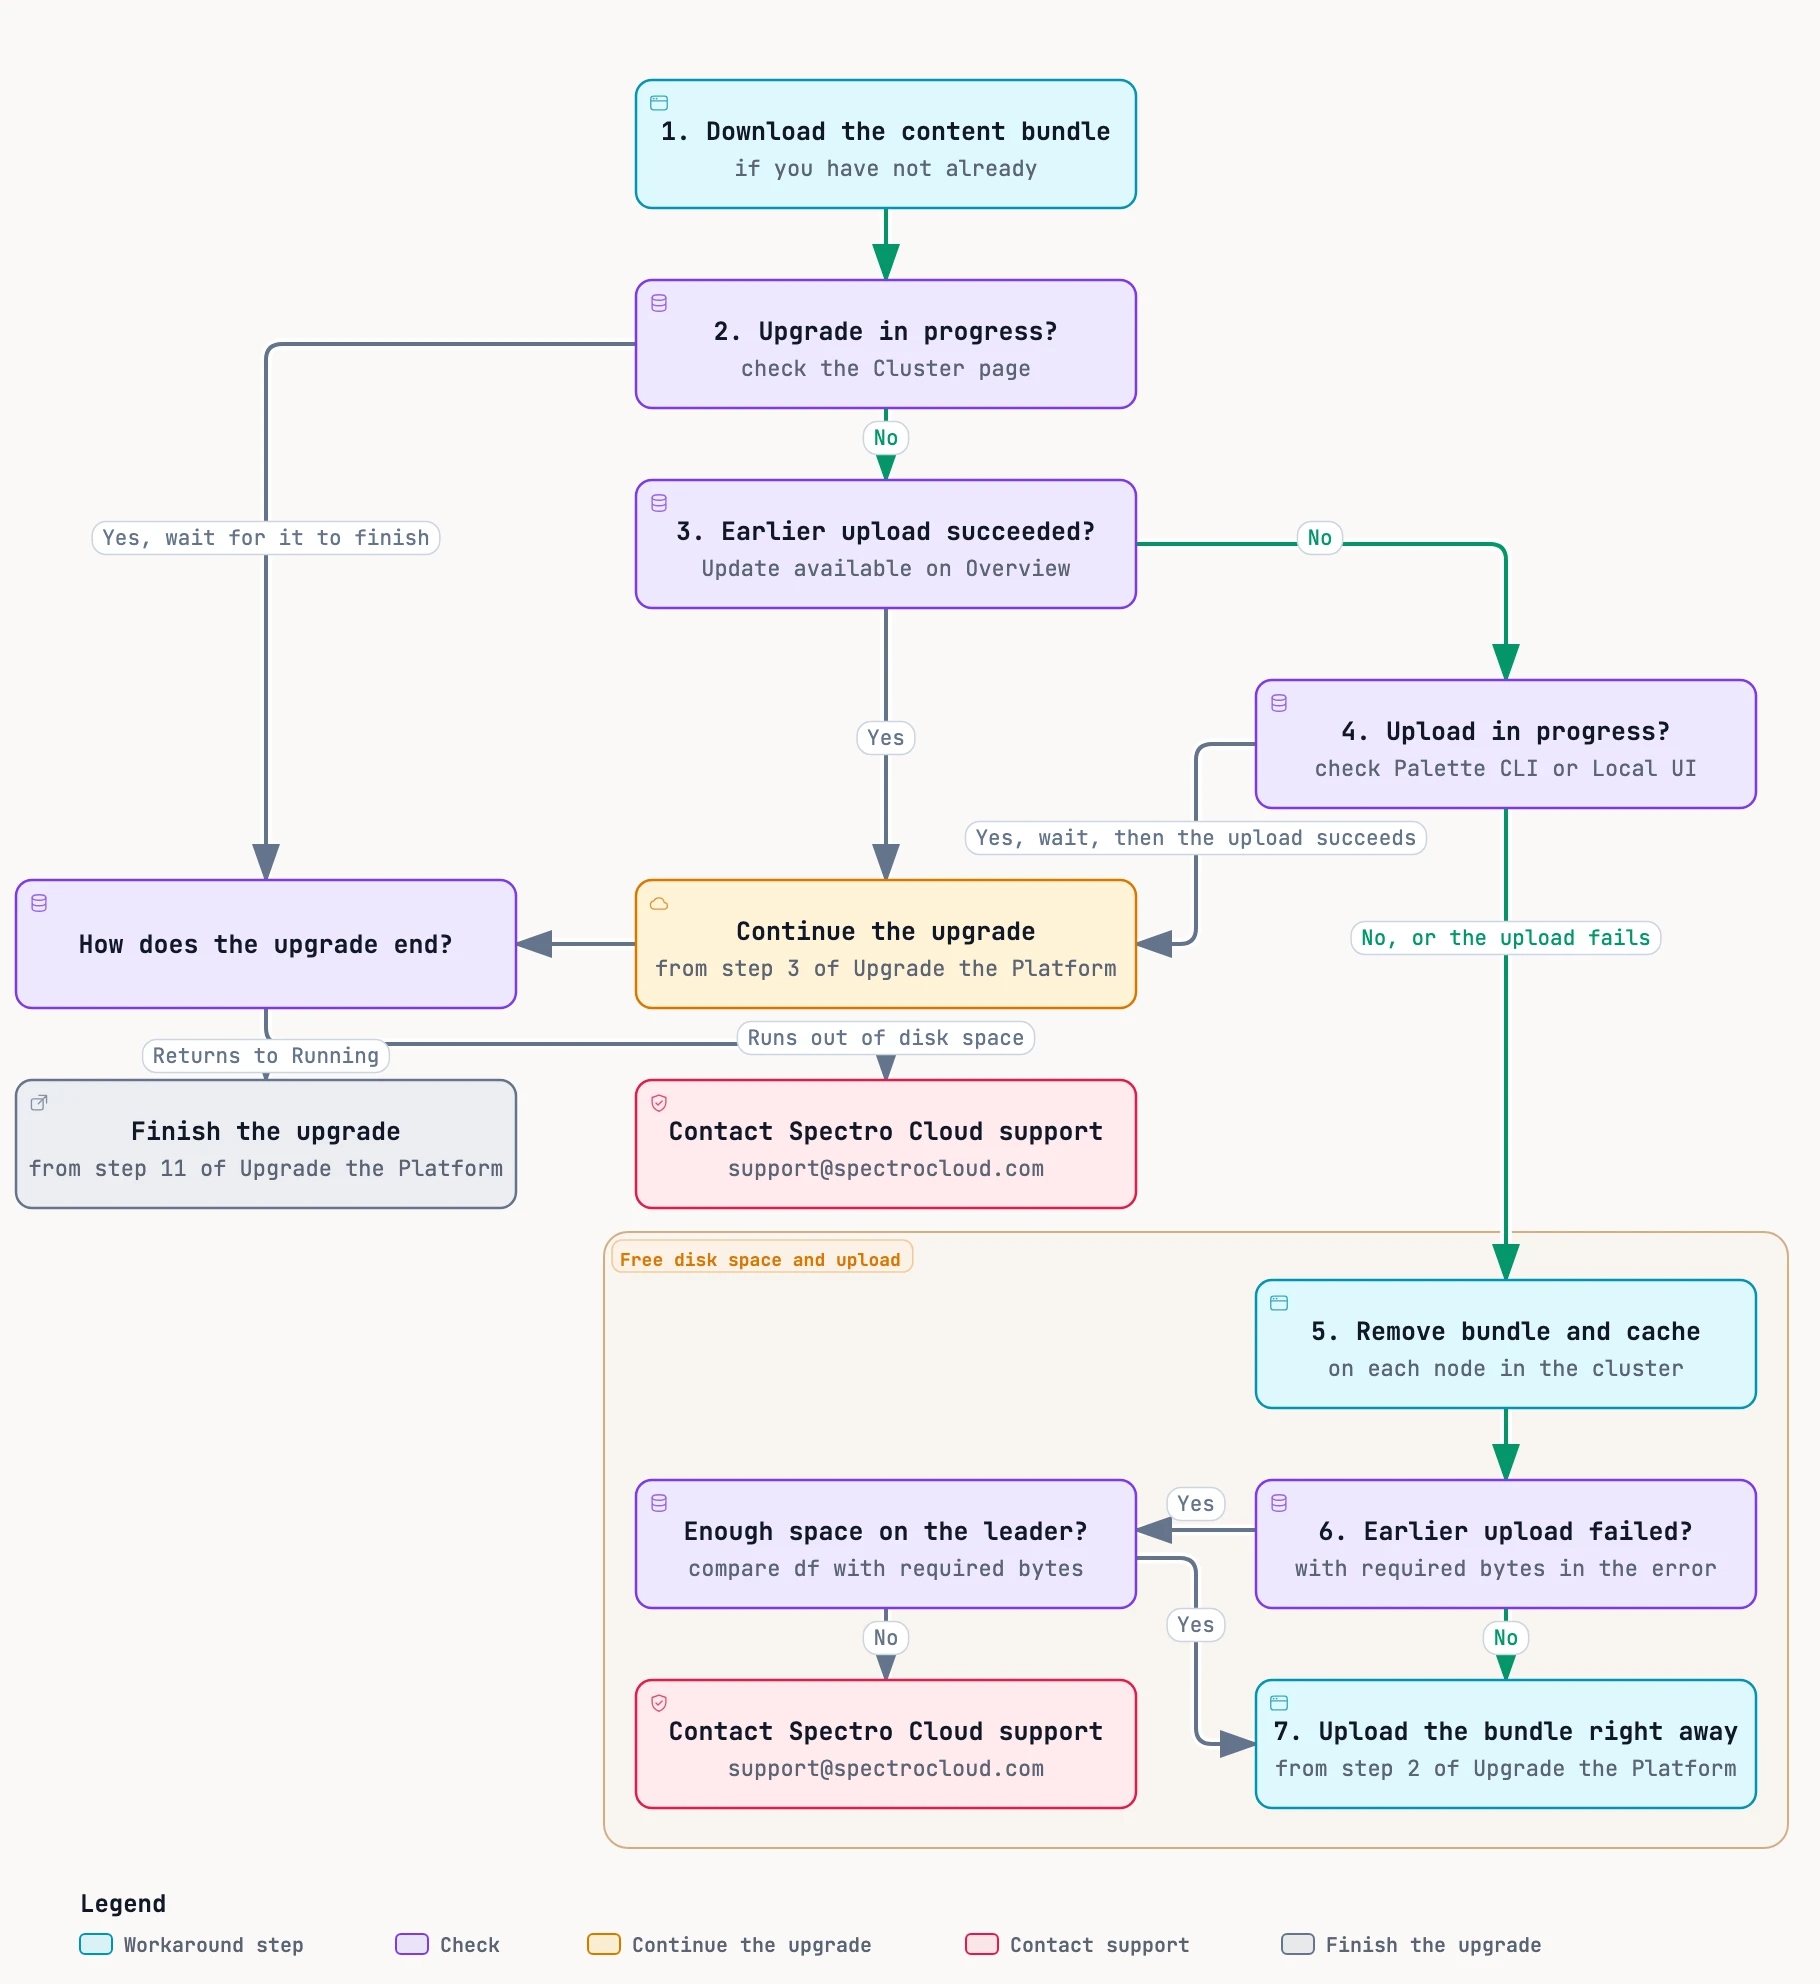 1. Download the content bundle
if you have not already
2. Upgrade in progress?
check the Cluster page
No
3. Earlier upload succeeded?
Update available on Overview
Yes, wait for it to finish
No
Yes
4. Upload in progress?
check Palette CLI or Local UI
Yes, wait, then the upload succeeds
How does the upgrade end?
Continue the upgrade
from step 3 of Upgrade the Platform
No, or the upload fails
Returns to Running
Runs out of disk space
Finish the upgrade
from step 11 of Upgrade the Platform
Contact Spectro Cloud support
support@spectrocloud.com
Free disk space and upload
5. Remove bundle and cache
on each node in the cluster
Yes
Enough space on the leader?
compare df with required bytes
6. Earlier upload failed?
with required bytes in the error
Yes
No
No
Contact Spectro Cloud support
support@spectrocloud.com
7. Upload the bundle right away
from step 2 of Upgrade the Platform
Legend
Workaround step
Check
Continue the upgrade
Contact support
Finish the upgrade